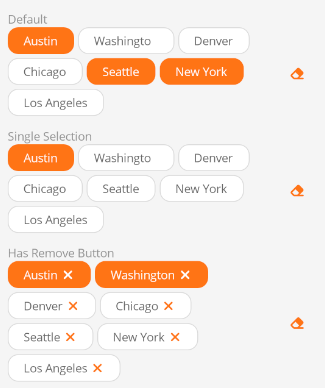 Default
Austin Washingto Denver
Chicago Seattle New York
Los Angeles
Single Selection
Austin Washingto Denver
Chicago Seattle New York
Los Angeles
Has Remove Button
Austin ✕ Washington ✕
Denver ✕ Chicago ✕
Seattle ✕ New York ✕
Los Angeles ✕